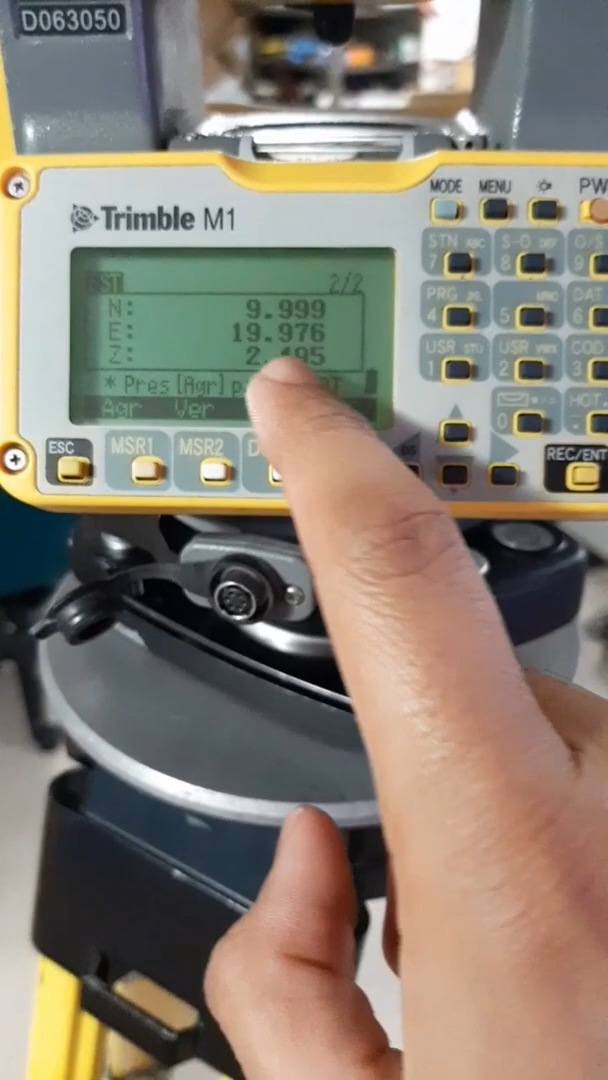 D063050
Trimble M1
MODE MENU PW
EST 2/2
N: 9.999
E: 19.976
Z:
* Pres [Agr] p
Agr Ver
STN ABC S-O DEF O/S
7 8 9
PRG JKL MNO DAT
4 5 6
USR STU USR VWX COD
1 2 3
HOT
0
ESC MSR1 MSR2 D
REC/ENT